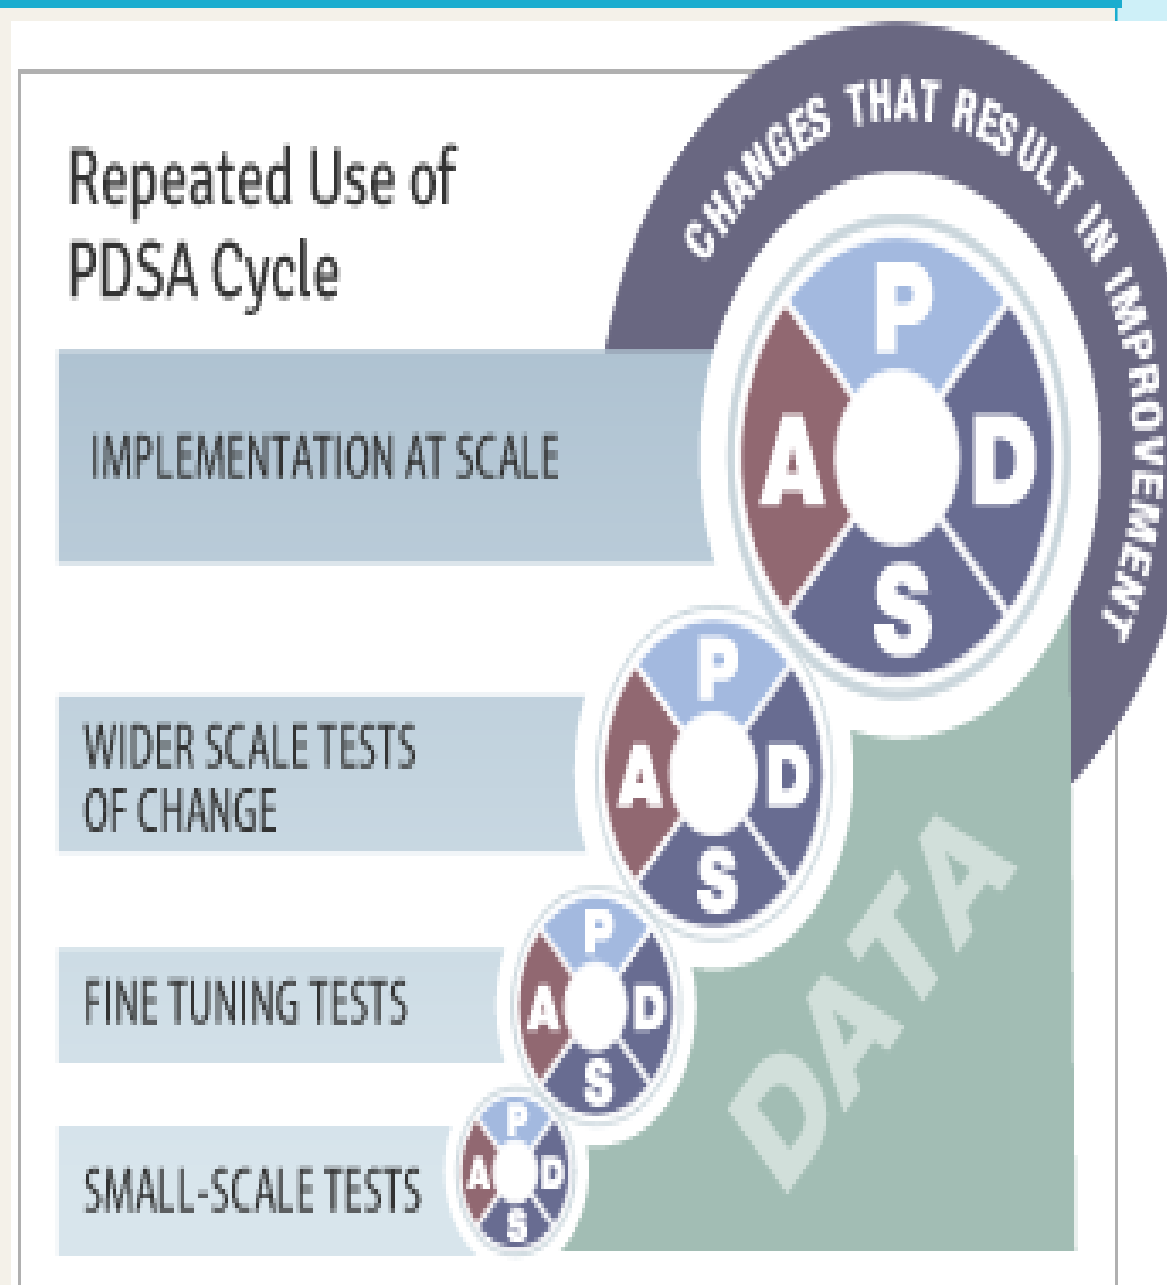 Repeated Use of
PDSA Cycle
CHANGES THAT RESULT IN IMPROVEMENT
IMPLEMENTATION AT SCALE
P
A D
S
WIDER SCALE TESTS
OF CHANGE
P
A D
S
FINE TUNING TESTS
P
A D
S
SMALL-SCALE TESTS
P
A D
S
DATA